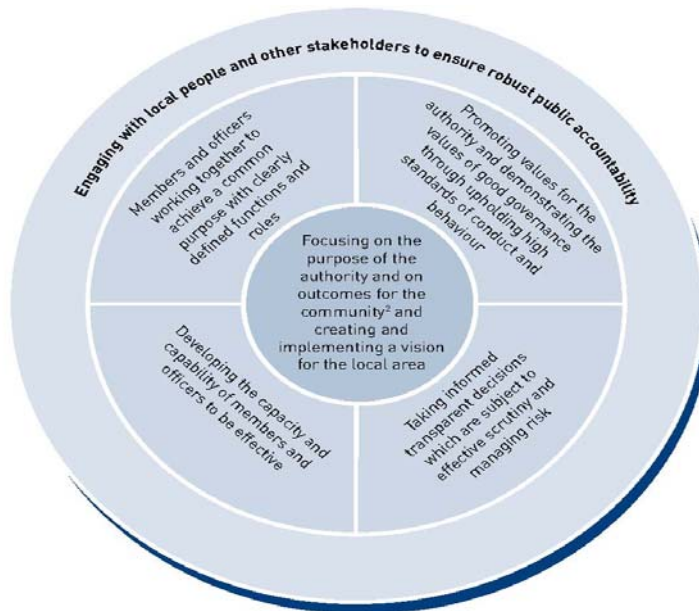 Engaging with local people and other stakeholders to ensure robust public accountability
Members and officers
working together to
achieve a common
purpose with clearly
defined functions and
roles
Promoting values for the
authority and demonstrating the
values of good governance
through upholding high
standards of conduct and
behaviour
Focusing on the
purpose of the
authority and on
outcomes for the
community² and
creating and
implementing a vision
for the local area
Developing the capacity and
capability of members and
officers to be effective
Taking informed
transparent decisions
which are subject to
effective scrutiny and
managing risk